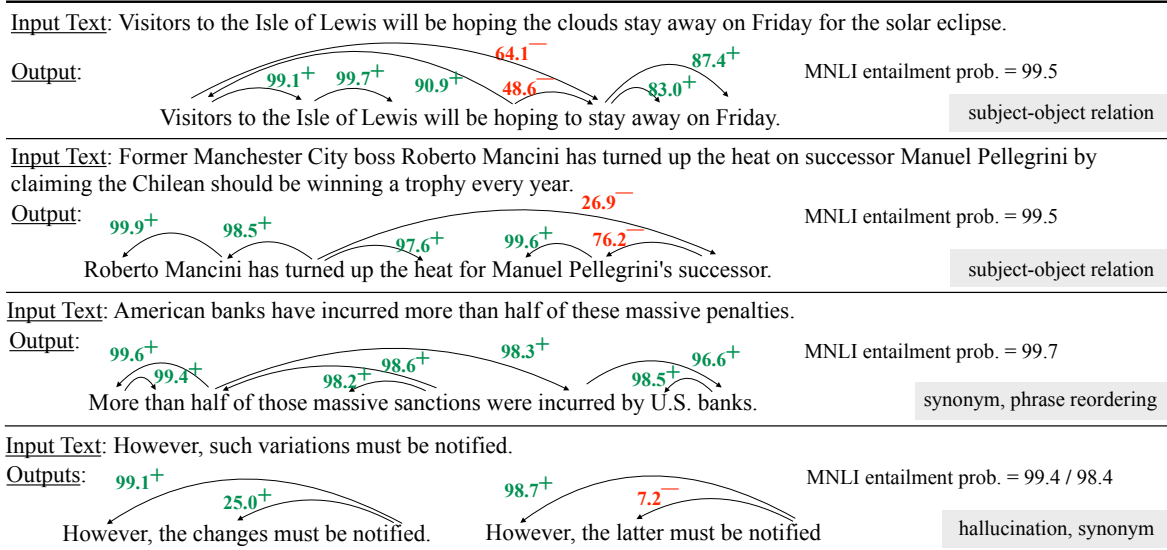 Input Text: Visitors to the Isle of Lewis will be hoping the clouds stay away on Friday for the solar eclipse.
64.1−
87.4+
Output: 99.1+ 99.7+ 90.9+ 48.6− 83.0+ MNLI entailment prob. = 99.5
Visitors to the Isle of Lewis will be hoping to stay away on Friday.
subject-object relation
Input Text: Former Manchester City boss Roberto Mancini has turned up the heat on successor Manuel Pellegrini by
claiming the Chilean should be winning a trophy every year.
26.9−
Output: 99.9+ 98.5+ 97.6+ 99.6+ 76.2− MNLI entailment prob. = 99.5
Roberto Mancini has turned up the heat for Manuel Pellegrini's successor.
subject-object relation
Input Text: American banks have incurred more than half of these massive penalties.
Output: 99.6+ 99.4+ 98.2+ 98.6+ 98.3+ 98.5+ 96.6+ MNLI entailment prob. = 99.7
More than half of those massive sanctions were incurred by U.S. banks.
synonym, phrase reordering
Input Text: However, such variations must be notified.
Outputs: 99.1+ 25.0+ 98.7+ 7.2− MNLI entailment prob. = 99.4 / 98.4
However, the changes must be notified. However, the latter must be notified
hallucination, synonym